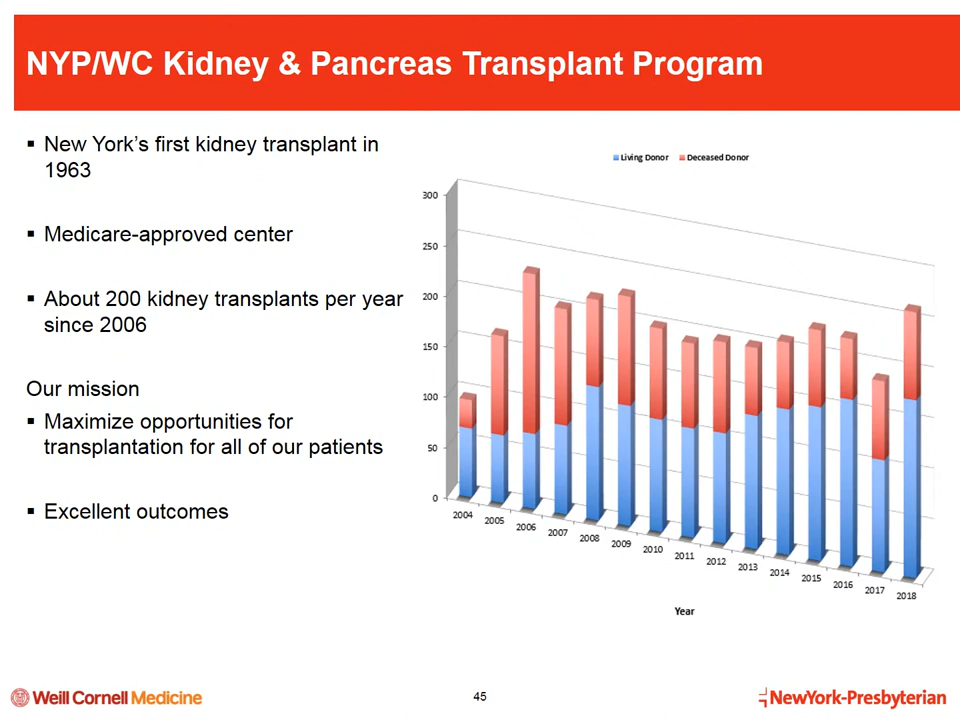 NYP/WC Kidney & Pancreas Transplant Program
▪ New York’s first kidney transplant in
1963
▪ Medicare-approved center
▪ About 200 kidney transplants per year
since 2006
Our mission
▪ Maximize opportunities for
transplantation for all of our patients
▪ Excellent outcomes
Living Donor Deceased Donor
300
250
200
150
100
50
0
2004 2005 2006 2007 2008 2009 2010 2011 2012 2013 2014 2015 2016 2017 2018
Year
Weill Cornell Medicine
45
NewYork-Presbyterian